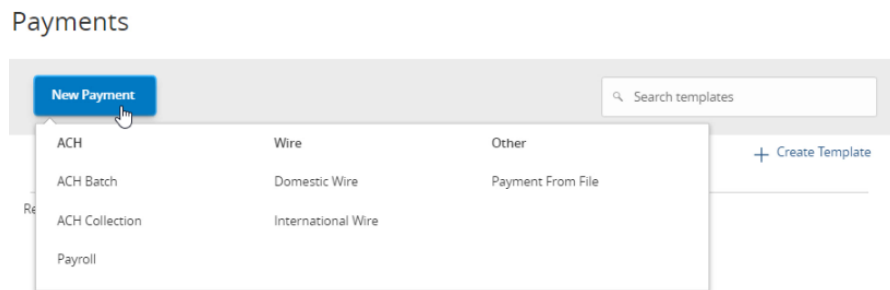 Payments
New Payment
Search templates
ACH Wire Other
Create Template
ACH Batch Domestic Wire Payment From File
Re
ACH Collection International Wire
Payroll